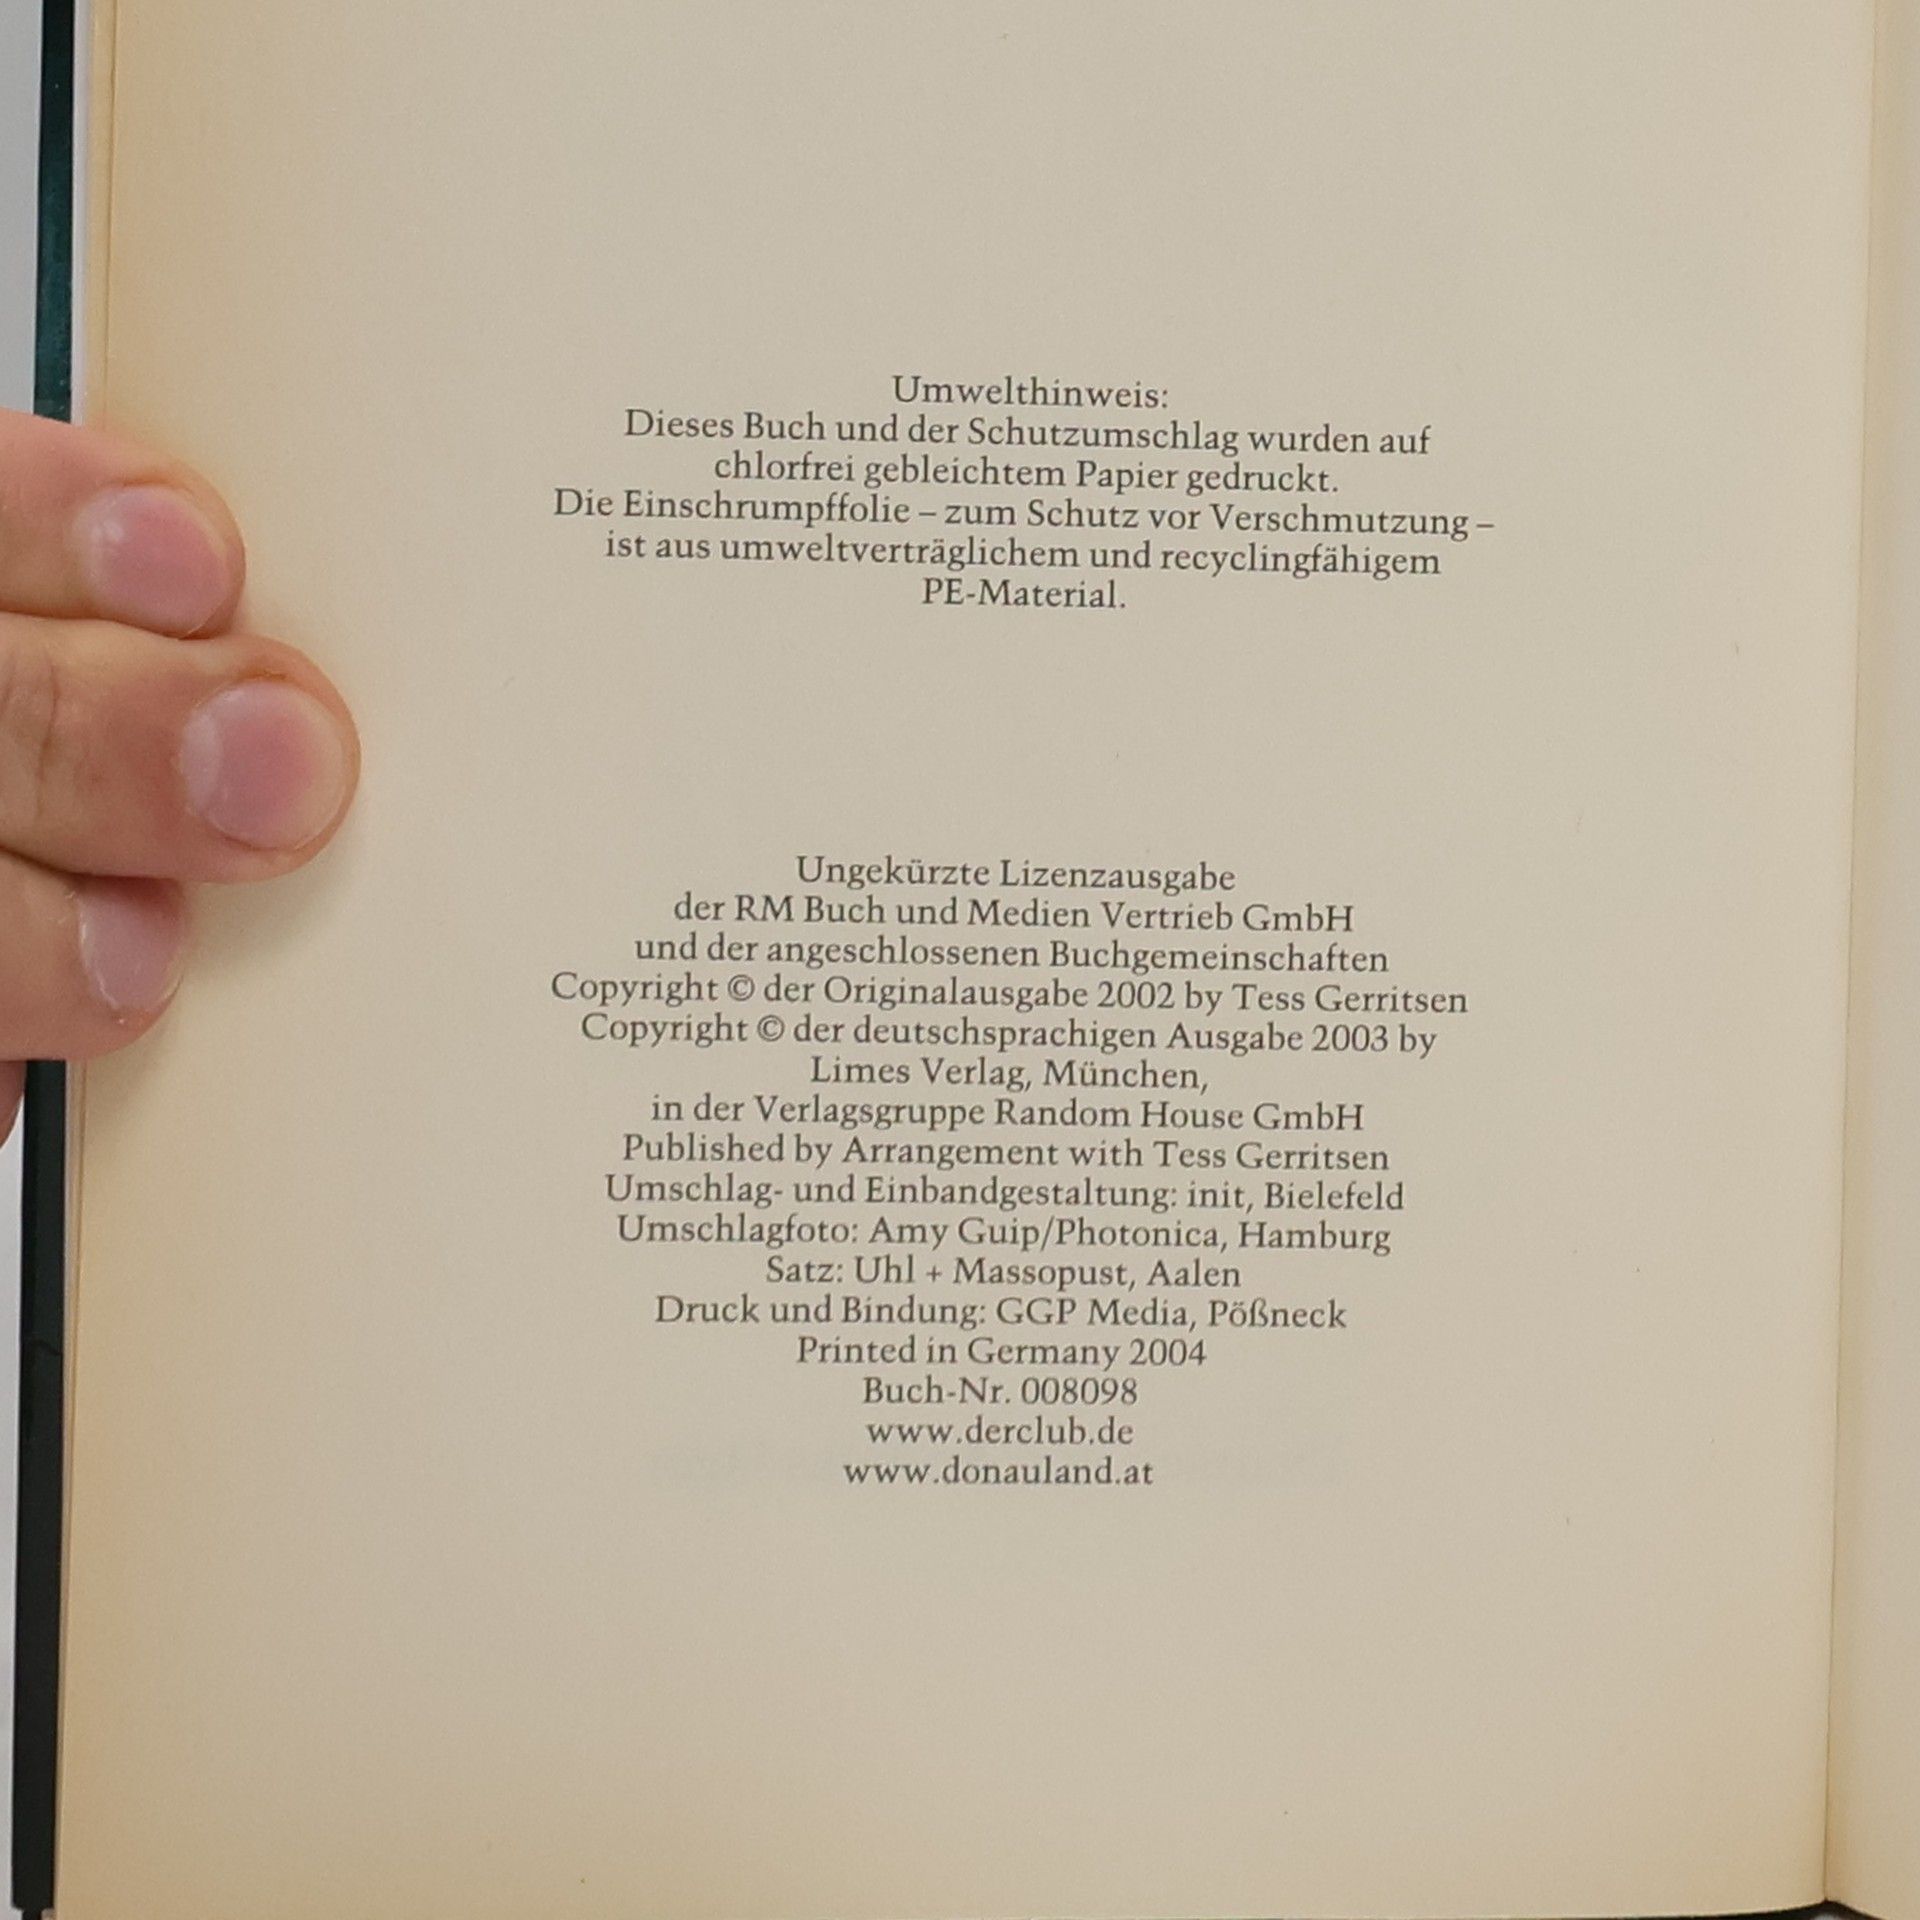 Umwelthinweis:
Dieses Buch und der Schutzumschlag wurden auf
chlorfrei gebleichtem Papier gedruckt.
Die Einschrumpffolie – zum Schutz vor Verschmutzung –
ist aus umweltverträglichem und recyclingfähigem
PE-Material.
Ungekürzte Lizenzausgabe
der RM Buch und Medien Vertrieb GmbH
und der angeschlossenen Buchgemeinschaften
Copyright © der Originalausgabe 2002 by Tess Gerritsen
Copyright © der deutschsprachigen Ausgabe 2003 by
Limes Verlag, München,
in der Verlagsgruppe Random House GmbH
Published by Arrangement with Tess Gerritsen
Umschlag- und Einbandgestaltung: init, Bielefeld
Umschlagfoto: Amy Guip/Photonica, Hamburg
Satz: Uhl + Massopust, Aalen
Druck und Bindung: GGP Media, Pößneck
Printed in Germany 2004
Buch-Nr. 008098
www.derclub.de
www.donauland.at